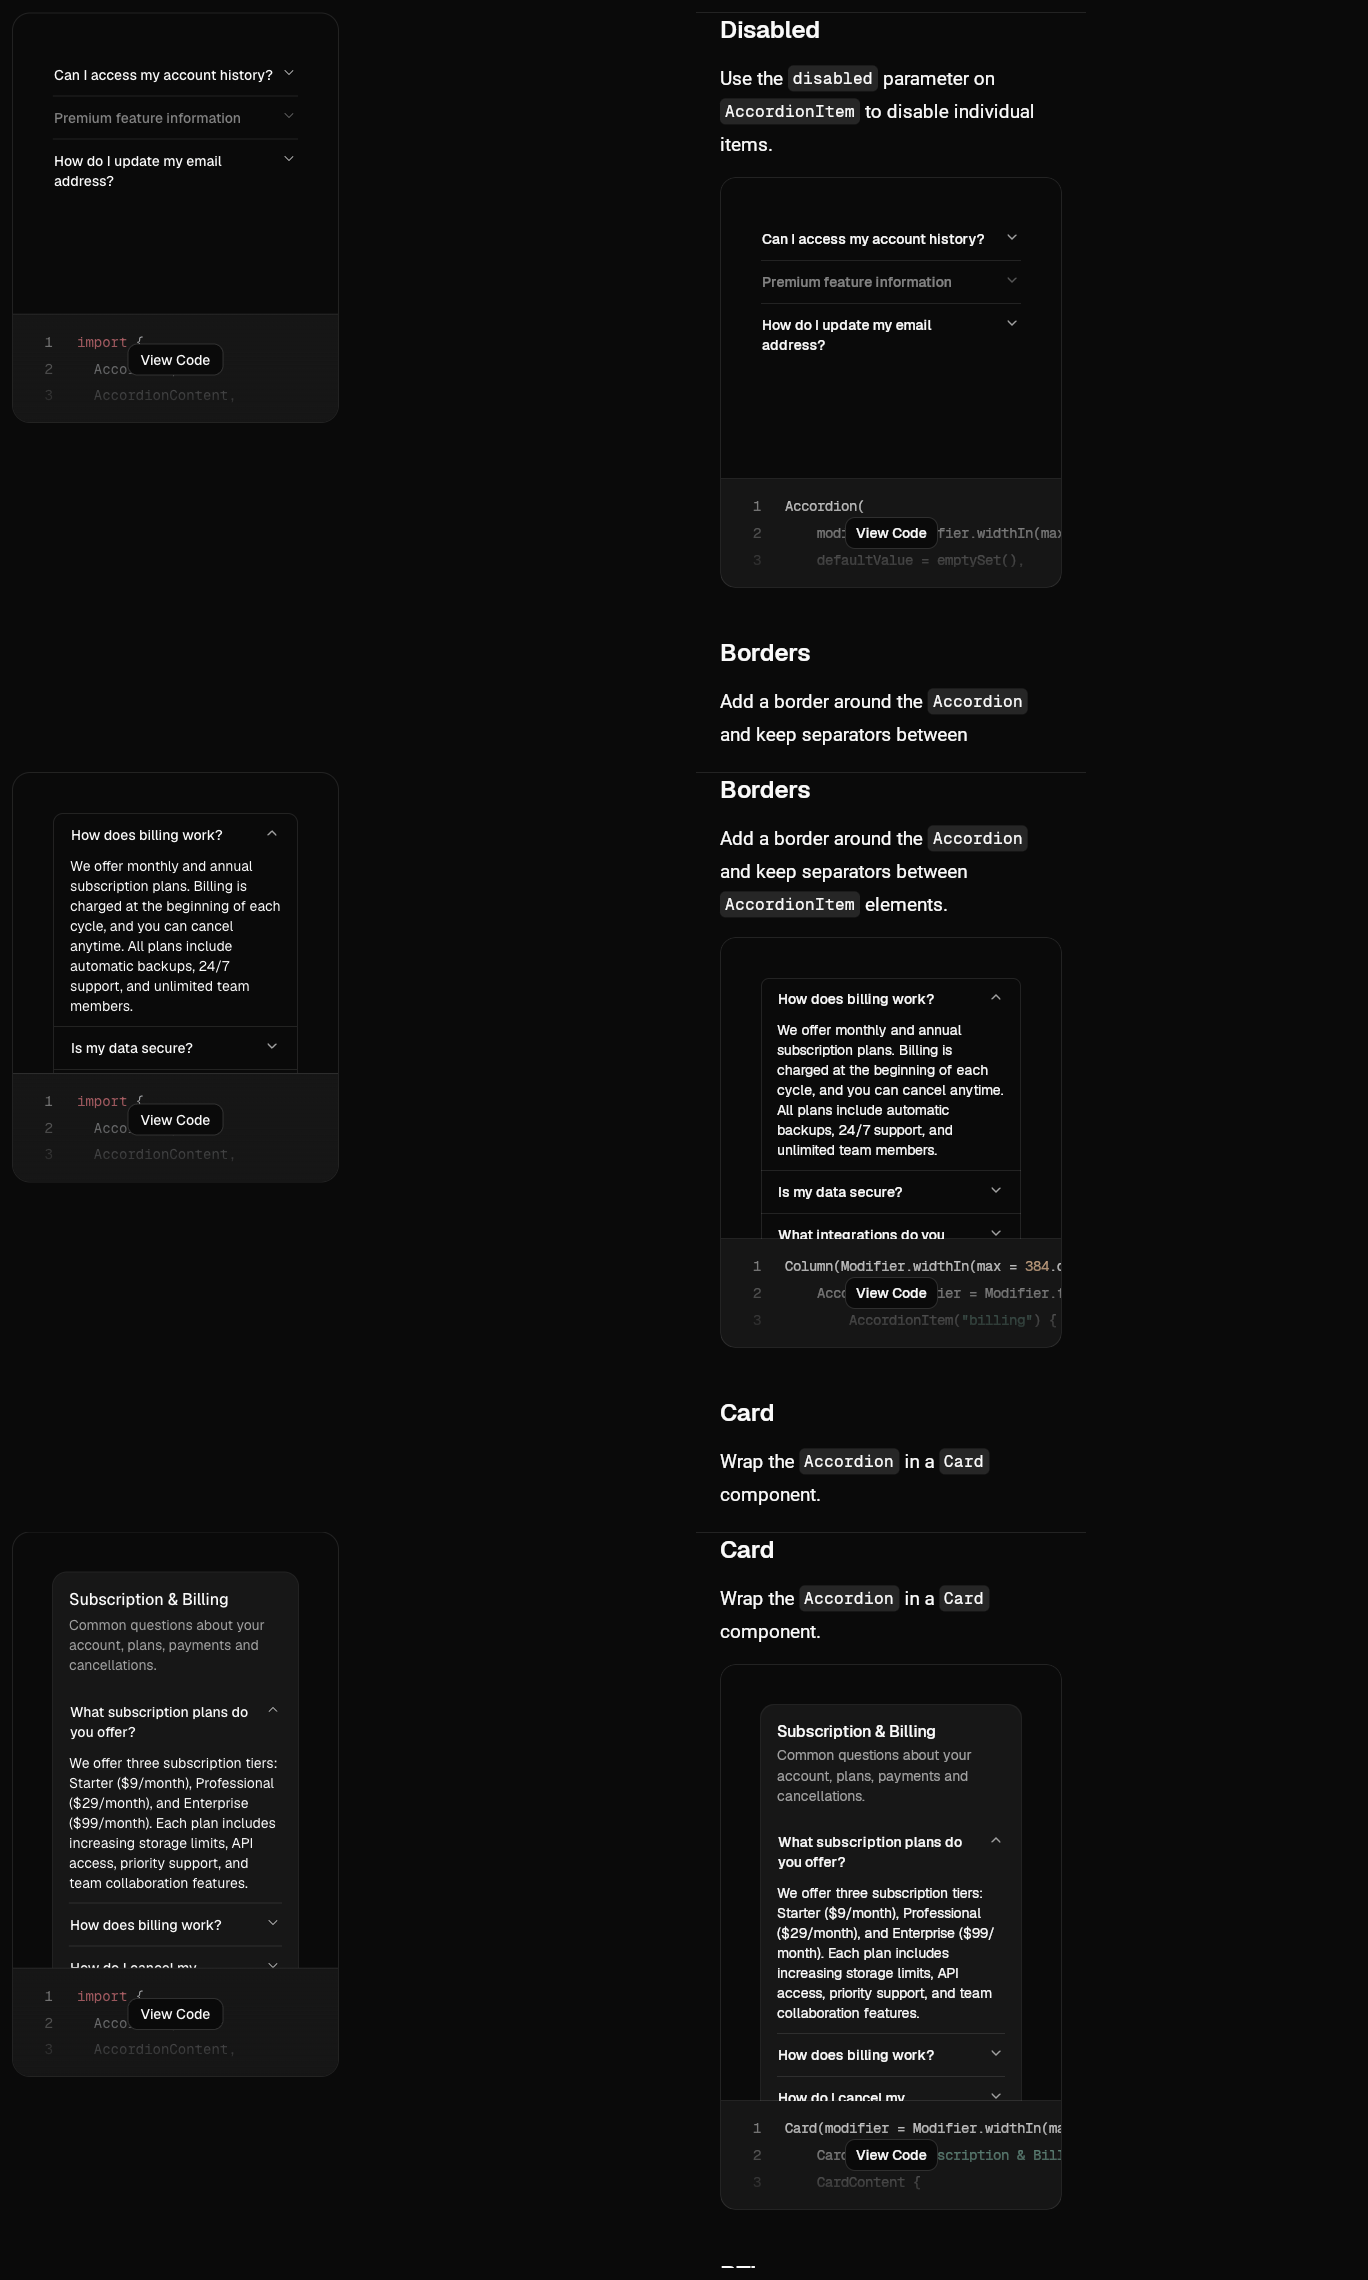 Can I access my account history?
Premium feature information
How do I update my email
address?
1 import {
2
3 AccordionContent,
View Code
Disabled
Use the disabled parameter on
AccordionItem to disable individual
items.
Can I access my account history?
Premium feature information
How do I update my email
address?
1 Accordion(
2
3 defaultValue = emptySet(),
View Code
Borders
Add a border around the Accordion
and keep separators between
How does billing work?
We offer monthly and annual
subscription plans. Billing is
charged at the beginning of each
cycle, and you can cancel
anytime. All plans include
automatic backups, 24/7
support, and unlimited team
members.
Is my data secure?
1 import {
2
3 AccordionContent,
View Code
Borders
Add a border around the Accordion
and keep separators between
AccordionItem elements.
How does billing work?
We offer monthly and annual
subscription plans. Billing is
charged at the beginning of each
cycle, and you can cancel anytime.
All plans include automatic
backups, 24/7 support, and
unlimited team members.
Is my data secure?
What integrations do you
1 Column(Modifier.widthIn(max = 384.
2 = Modifier.
3 AccordionItem("billing") {
View Code
Card
Wrap the Accordion in a Card
component.
Subscription & Billing
Common questions about your
account, plans, payments and
cancellations.
What subscription plans do
you offer?
We offer three subscription tiers:
Starter ($9/month), Professional
($29/month), and Enterprise
($99/month). Each plan includes
increasing storage limits, API
access, priority support, and
team collaboration features.
How does billing work?
How do I cancel my
1 import {
2
3 AccordionContent,
View Code
Card
Wrap the Accordion in a Card
component.
Subscription & Billing
Common questions about your
account, plans, payments and
cancellations.
What subscription plans do
you offer?
We offer three subscription tiers:
Starter ($9/month), Professional
($29/month), and Enterprise ($99/
month). Each plan includes
increasing storage limits, API
access, priority support, and team
collaboration features.
How does billing work?
How do I cancel my
1 Card(modifier = Modifier.widthIn(
2 &
3 CardContent {
View Code